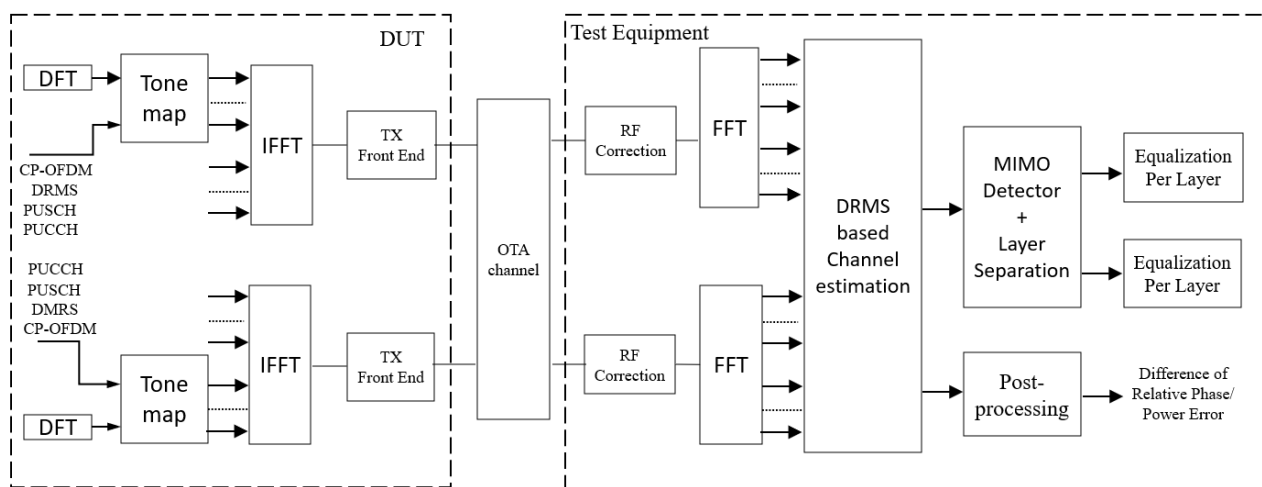 DUT
DFT
Tone
map
IFFT
TX
Front End
CP-OFDM
DRMS
PUSCH
PUCCH
PUCCH
PUSCH
DMRS
CP-OFDM
DFT
Tone
map
IFFT
TX
Front End
OTA
channel
Test Equipment
RF
Correction
FFT
RF
Correction
FFT
DRMS
based
Channel
estimation
MIMO
Detector
+
Layer
Separation
Equalization
Per Layer
Equalization
Per Layer
Post-
processing
Difference of
Relative Phase/
Power Error